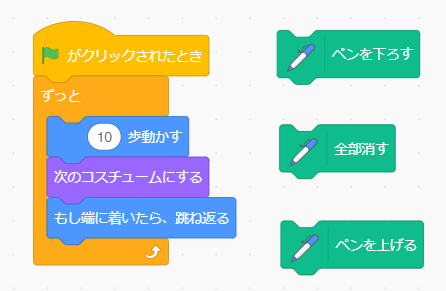 がクリックされたとき
ずっと
10 歩動かす
次のコスチュームにする
もし端に着いたら、跳ね返る
ペンを下ろす
全部消す
ペンを上げる